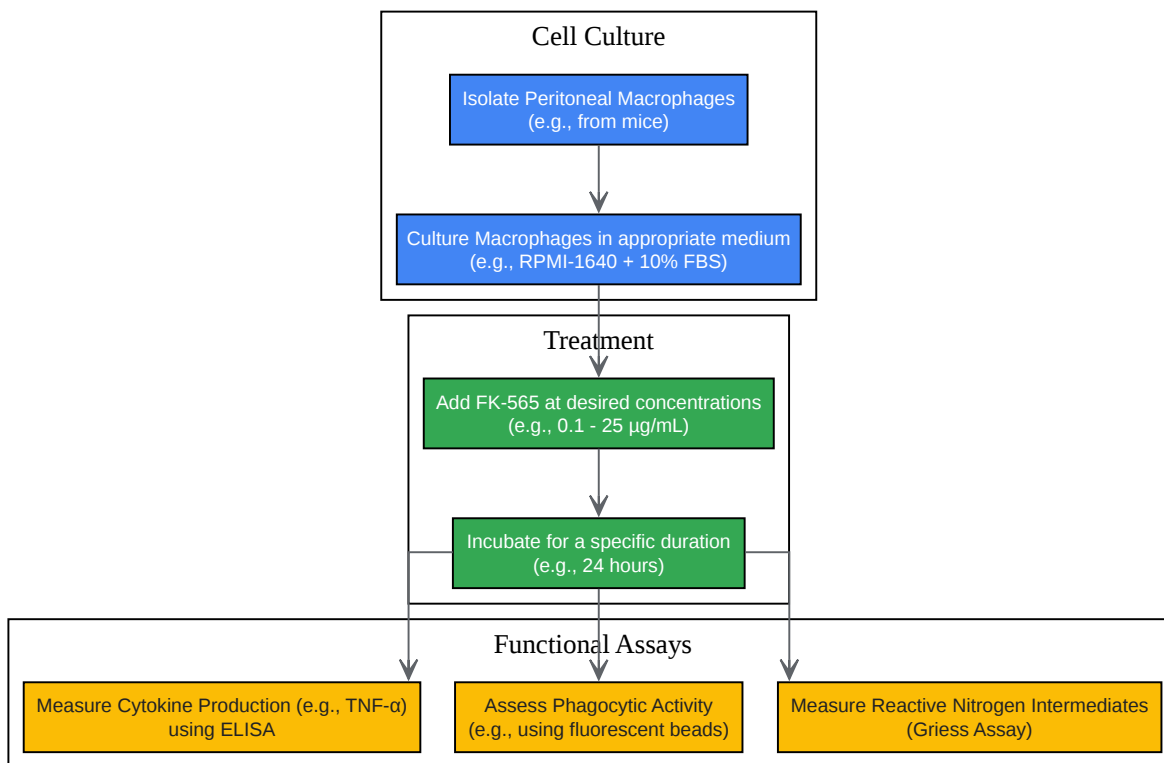 Cell Culture
Isolate Peritoneal Macrophages
(e.g., from mice)
Culture Macrophages in appropriate medium
(e.g., RPMI-1640 + 10% FBS)
Treatment
Add FK-565 at desired concentrations
(e.g., 0.1 - 25 µg/mL)
Incubate for a specific duration
(e.g., 24 hours)
Functional Assays
Measure Cytokine Production (e.g., TNF-α)
using ELISA
Assess Phagocytic Activity
(e.g., using fluorescent beads)
Measure Reactive Nitrogen Intermediates
(Griess Assay)